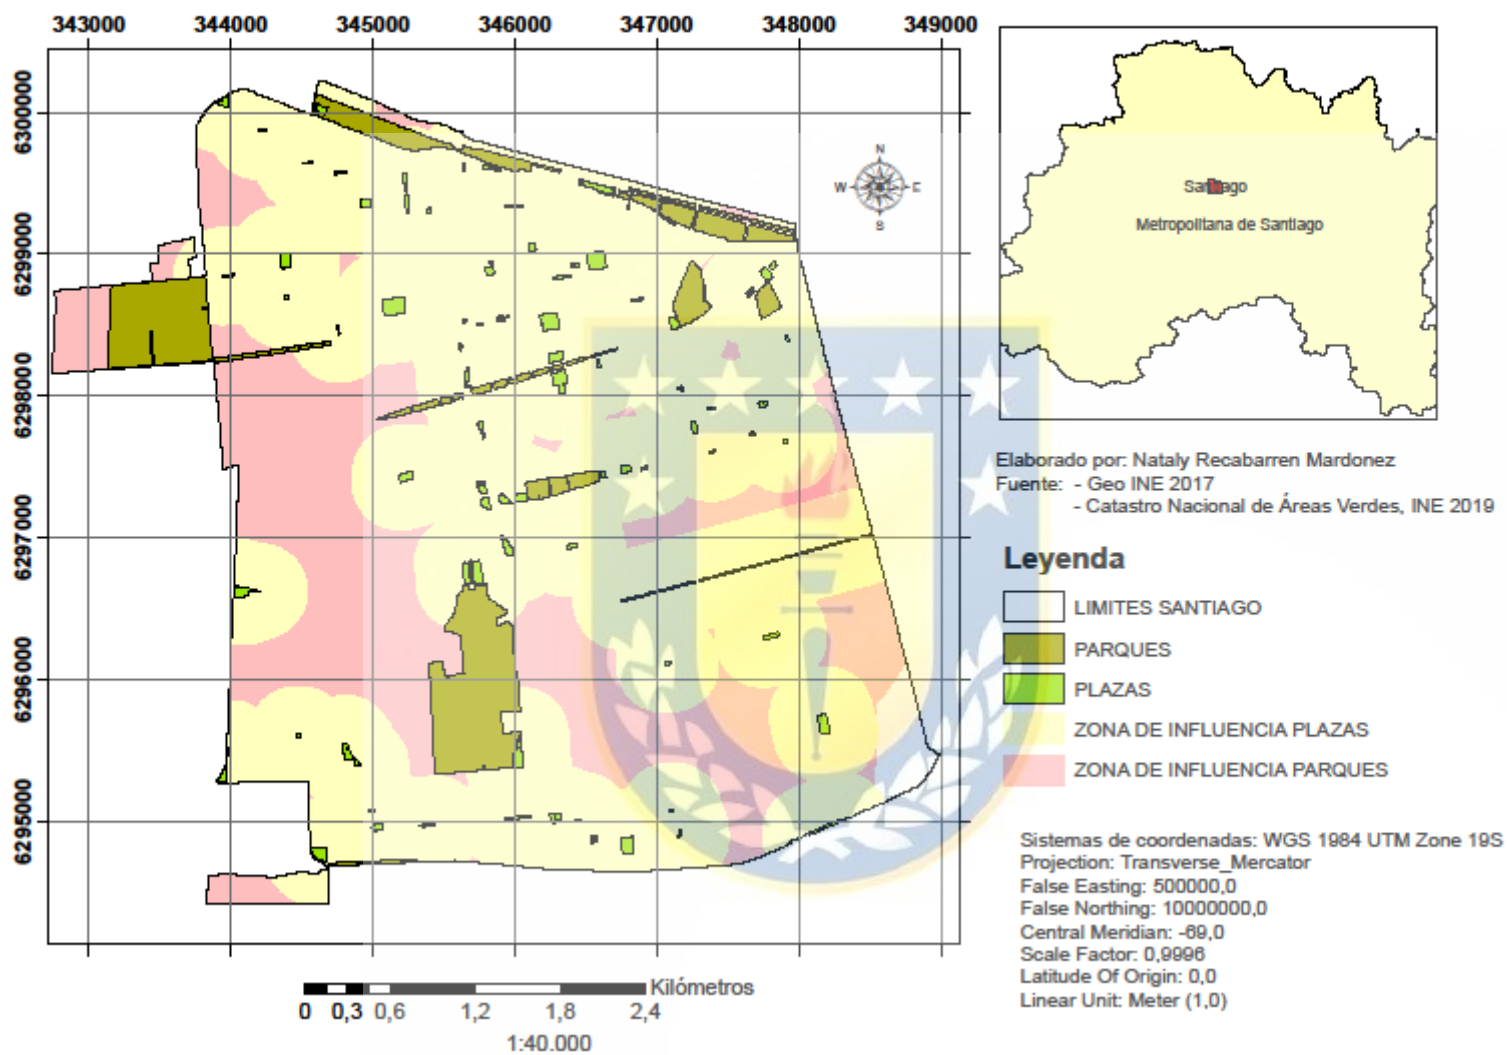 343000 344000 345000 346000 347000 348000 349000
6300000
6299000
6298000
6297000
6296000
6295000
N
W E
S
Santiago
Metropolitana de Santiago
Elaborado por: Nataly Recabarren Mardonez
Fuente: - Geo INE 2017
- Catastro Nacional de Áreas Verdes, INE 2019
Leyenda
LIMITES SANTIAGO
PARQUES
PLAZAS
ZONA DE INFLUENCIA PLAZAS
ZONA DE INFLUENCIA PARQUES
Sistemas de coordenadas: WGS 1984 UTM Zone 19S
Projection: Transverse_Mercator
False Easting: 500000,0
False Northing: 10000000,0
Central Meridian: -69,0
Scale Factor: 0,9996
Latitude Of Origin: 0,0
Linear Unit: Meter (1,0)
Kilómetros
0 0,3 0,6 1,2 1,8 2,4
1:40.000